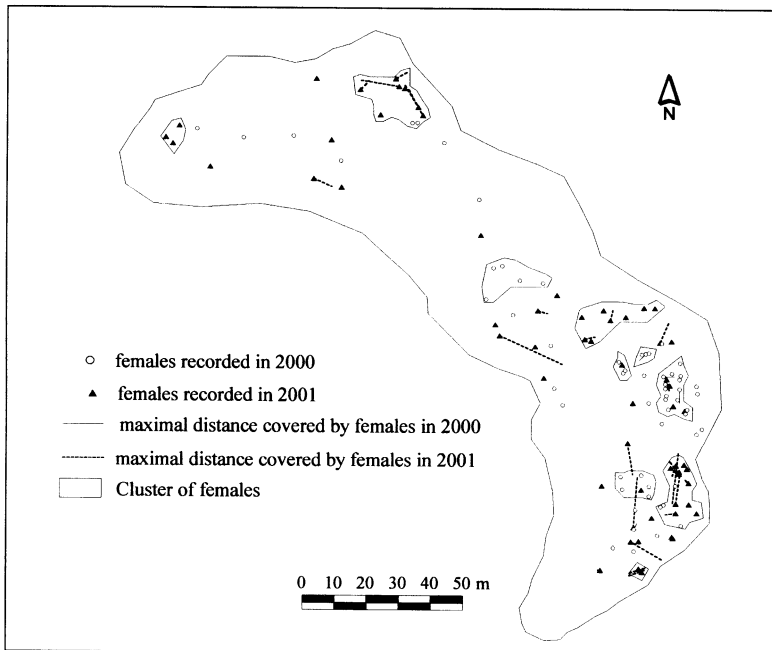 N
females recorded in 2000
females recorded in 2001
maximal distance covered by females in 2000
maximal distance covered by females in 2001
Cluster of females
0 10 20 30 40 50 m